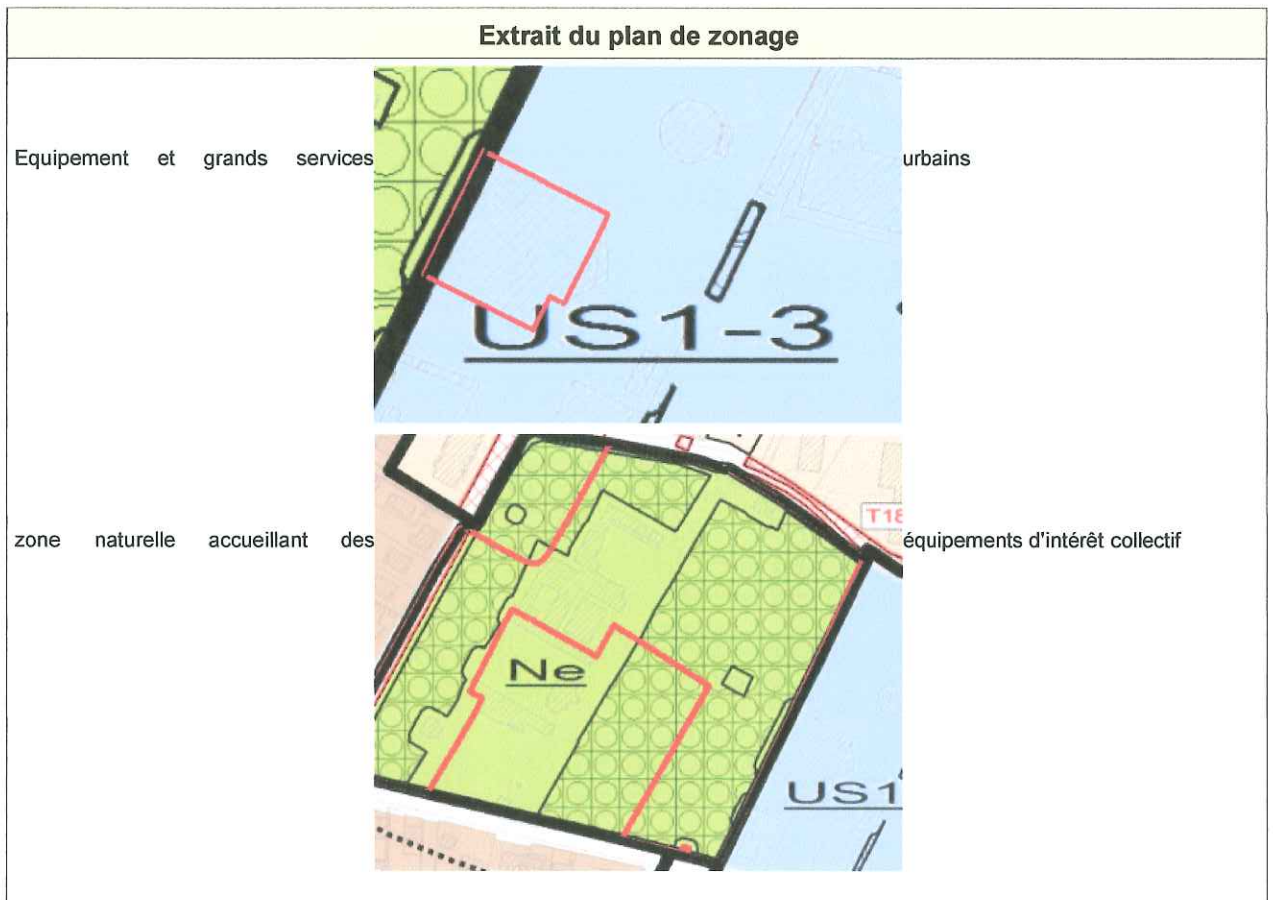 Extrait du plan de zonage
Equipement et grands services urbains
US1-3
zone naturelle accueillant des équipements d'intérêt collectif
T18
Ne
US1